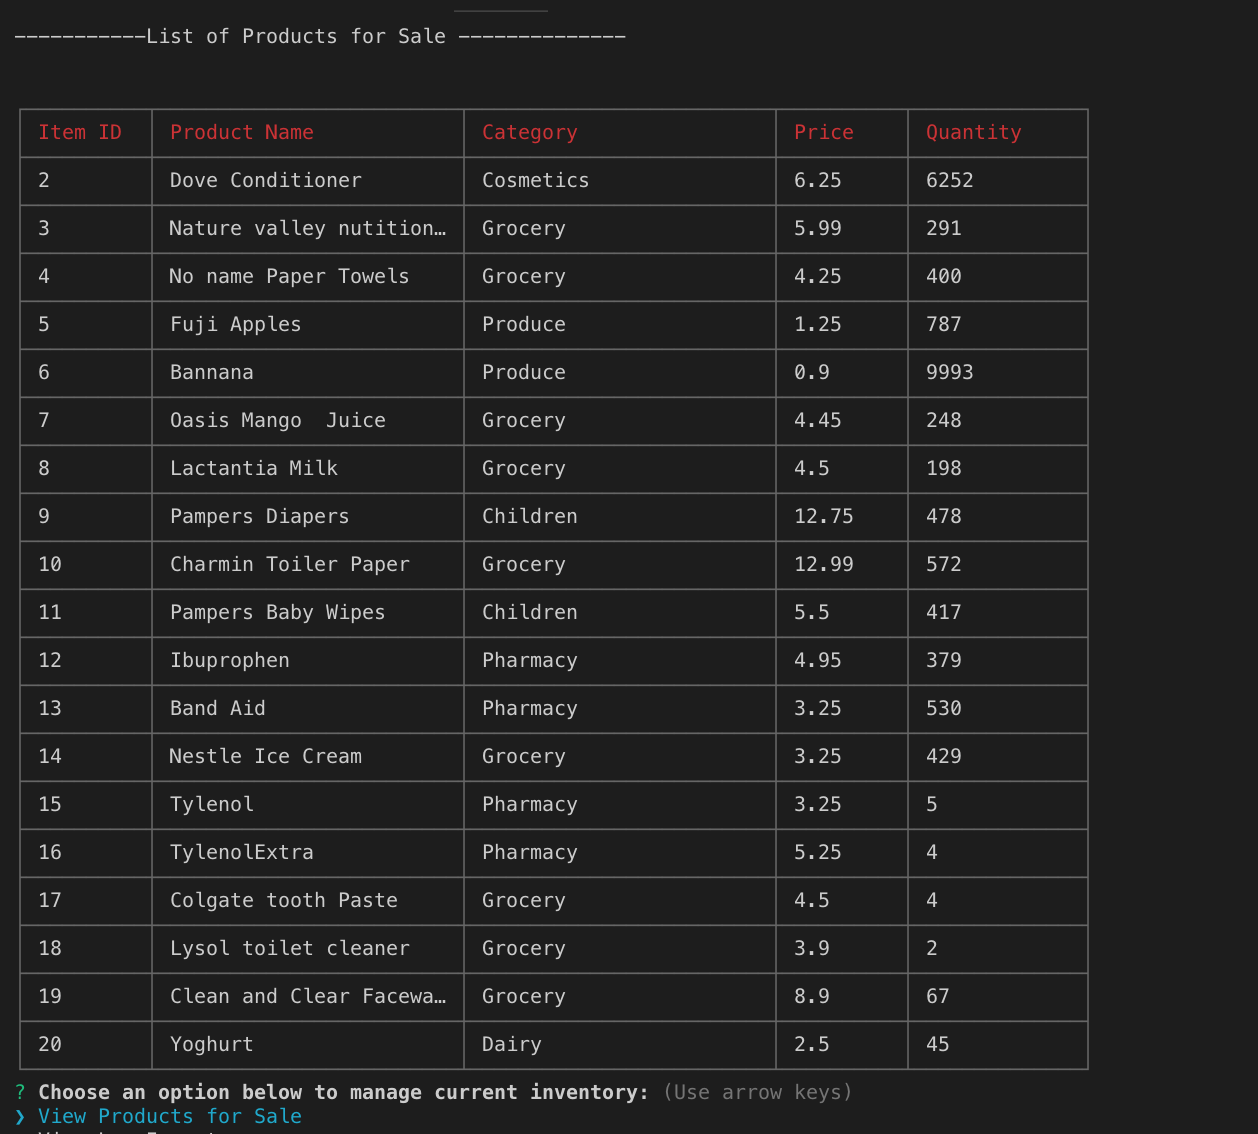 -----------List of Products for Sale --------------
Item ID Product Name Category Price Quantity
2 Dove Conditioner Cosmetics 6.25 6252
3 Nature valley nutition… Grocery 5.99 291
4 No name Paper Towels Grocery 4.25 400
5 Fuji Apples Produce 1.25 787
6 Bannana Produce 0.9 9993
7 Oasis Mango  Juice Grocery 4.45 248
8 Lactantia Milk Grocery 4.5 198
9 Pampers Diapers Children 12.75 478
10 Charmin Toiler Paper Grocery 12.99 572
11 Pampers Baby Wipes Children 5.5 417
12 Ibuprophen Pharmacy 4.95 379
13 Band Aid Pharmacy 3.25 530
14 Nestle Ice Cream Grocery 3.25 429
15 Tylenol Pharmacy 3.25 5
16 TylenolExtra Pharmacy 5.25 4
17 Colgate tooth Paste Grocery 4.5 4
18 Lysol toilet cleaner Grocery 3.9 2
19 Clean and Clear Facewa… Grocery 8.9 67
20 Yoghurt Dairy 2.5 45
? Choose an option below to manage current inventory: (Use arrow keys)
❯ View Products for Sale